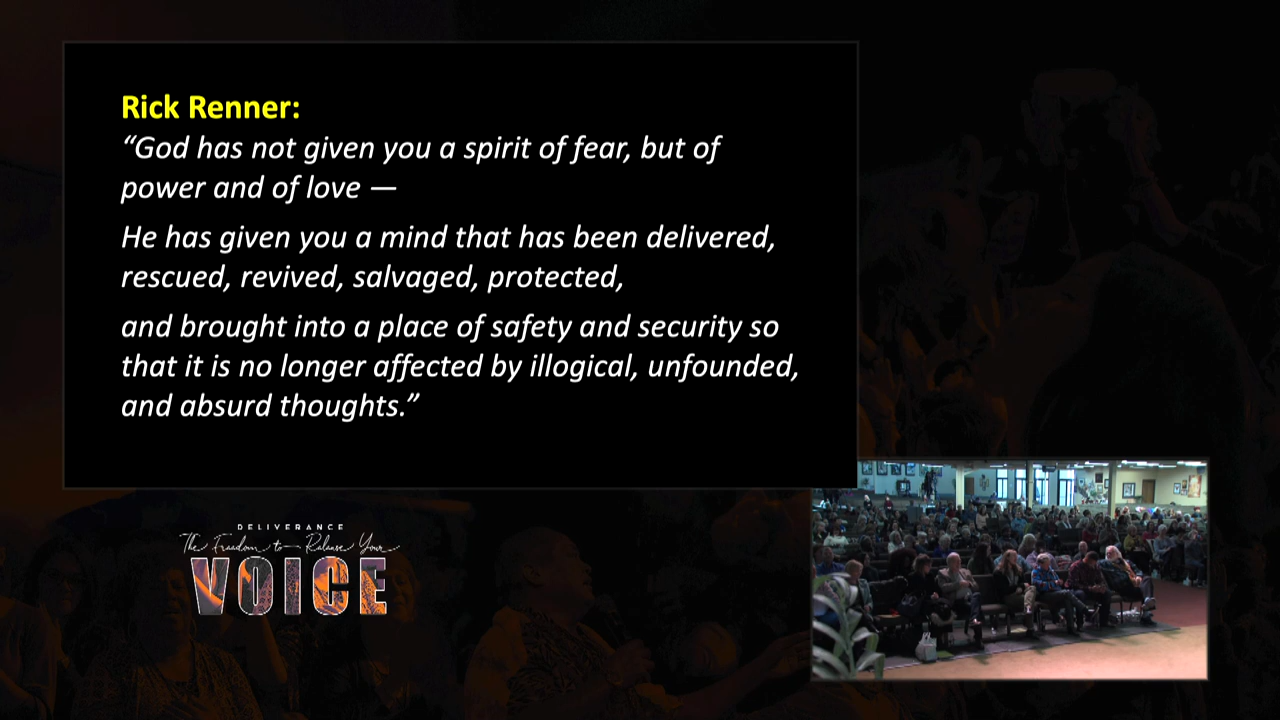 Rick Renner:
“God has not given you a spirit of fear, but of
power and of love —
He has given you a mind that has been delivered,
rescued, revived, salvaged, protected,
and brought into a place of safety and security so
that it is no longer affected by illogical, unfounded,
and absurd thoughts.”
DELIVERANCE
The Freedom to Release Your
VOICE